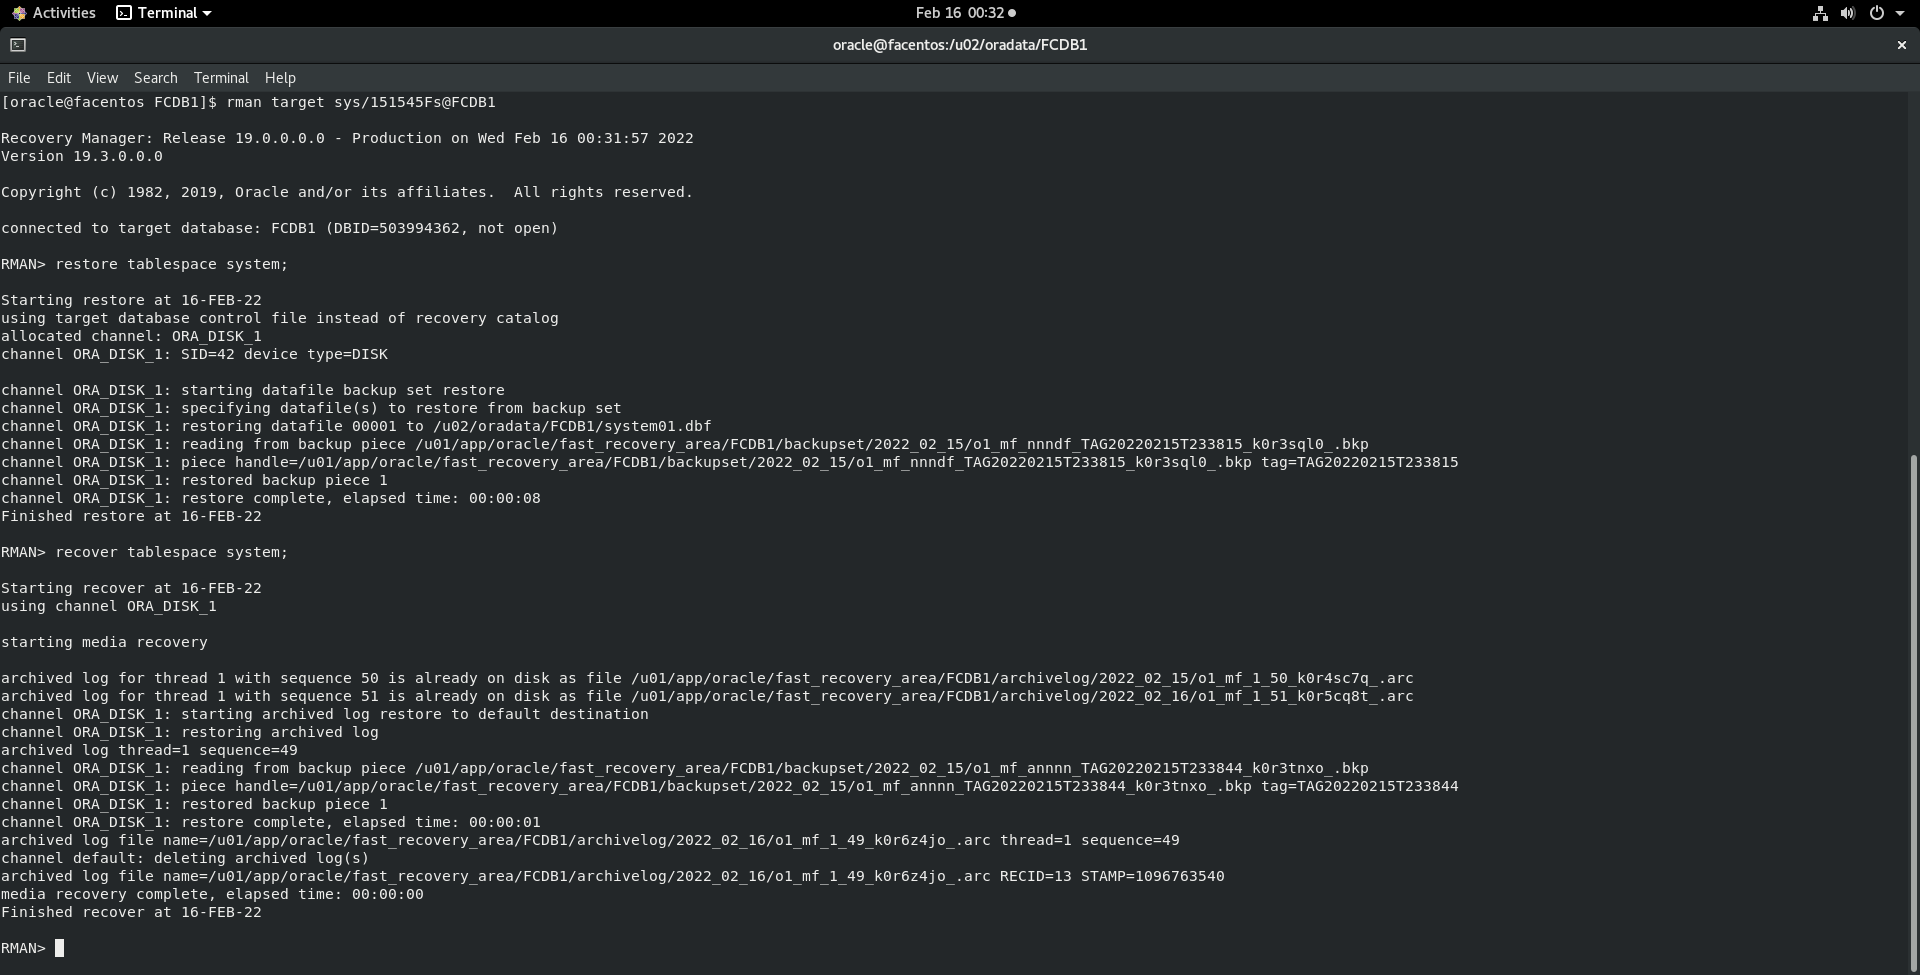 Activities Terminal Feb 16 00:32
oracle@facentos:/u02/oradata/FCDB1
File Edit View Search Terminal Help
[oracle@facentos FCDB1]$ rman target sys/151545Fs@FCDB1
Recovery Manager: Release 19.0.0.0.0 - Production on Wed Feb 16 00:31:57 2022
Version 19.3.0.0.0
Copyright (c) 1982, 2019, Oracle and/or its affiliates.  All rights reserved.
connected to target database: FCDB1 (DBID=503994362, not open)
RMAN> restore tablespace system;
Starting restore at 16-FEB-22
using target database control file instead of recovery catalog
allocated channel: ORA_DISK_1
channel ORA_DISK_1: SID=42 device type=DISK
channel ORA_DISK_1: starting datafile backup set restore
channel ORA_DISK_1: specifying datafile(s) to restore from backup set
channel ORA_DISK_1: restoring datafile 00001 to /u02/oradata/FCDB1/system01.dbf
channel ORA_DISK_1: reading from backup piece /u01/app/oracle/fast_recovery_area/FCDB1/backupset/2022_02_15/o1_mf_nnndf_TAG20220215T233815_k0r3sql0_.bkp
channel ORA_DISK_1: piece handle=/u01/app/oracle/fast_recovery_area/FCDB1/backupset/2022_02_15/o1_mf_nnndf_TAG20220215T233815_k0r3sql0_.bkp tag=TAG20220215T233815
channel ORA_DISK_1: restored backup piece 1
channel ORA_DISK_1: restore complete, elapsed time: 00:00:08
Finished restore at 16-FEB-22
RMAN> recover tablespace system;
Starting recover at 16-FEB-22
using channel ORA_DISK_1
starting media recovery
archived log for thread 1 with sequence 50 is already on disk as file /u01/app/oracle/fast_recovery_area/FCDB1/archivelog/2022_02_15/o1_mf_1_50_k0r4sc7q_.arc
archived log for thread 1 with sequence 51 is already on disk as file /u01/app/oracle/fast_recovery_area/FCDB1/archivelog/2022_02_16/o1_mf_1_51_k0r5cq8t_.arc
channel ORA_DISK_1: starting archived log restore to default destination
channel ORA_DISK_1: restoring archived log
archived log thread=1 sequence=49
channel ORA_DISK_1: reading from backup piece /u01/app/oracle/fast_recovery_area/FCDB1/backupset/2022_02_15/o1_mf_annnn_TAG20220215T233844_k0r3tnxo_.bkp
channel ORA_DISK_1: piece handle=/u01/app/oracle/fast_recovery_area/FCDB1/backupset/2022_02_15/o1_mf_annnn_TAG20220215T233844_k0r3tnxo_.bkp tag=TAG20220215T233844
channel ORA_DISK_1: restored backup piece 1
channel ORA_DISK_1: restore complete, elapsed time: 00:00:01
archived log file name=/u01/app/oracle/fast_recovery_area/FCDB1/archivelog/2022_02_16/o1_mf_1_49_k0r6z4jo_.arc thread=1 sequence=49
channel default: deleting archived log(s)
archived log file name=/u01/app/oracle/fast_recovery_area/FCDB1/archivelog/2022_02_16/o1_mf_1_49_k0r6z4jo_.arc RECID=13 STAMP=1096763540
media recovery complete, elapsed time: 00:00:00
Finished recover at 16-FEB-22
RMAN>